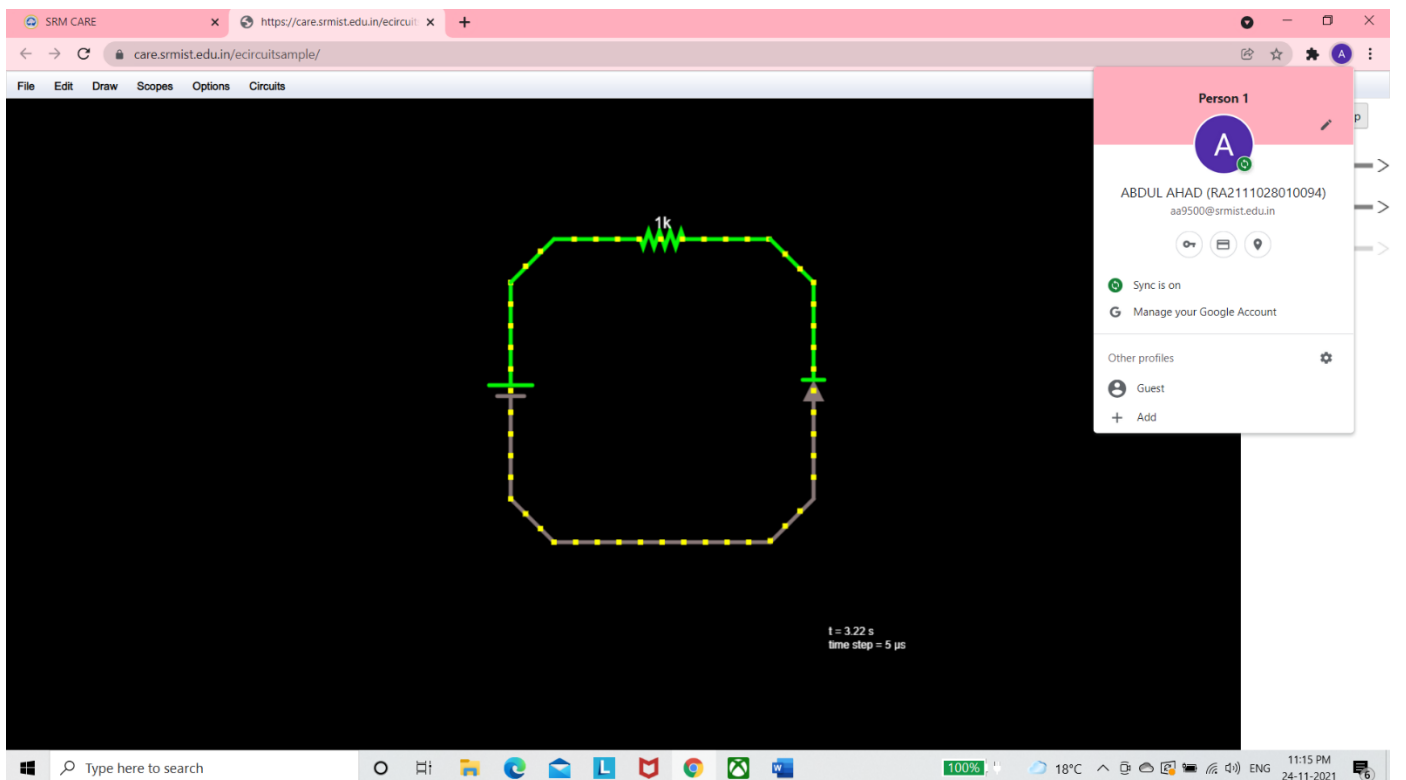 SRM CARE
https://care.srmist.edu.in/ecircuit
care.srmist.edu.in/ecircuitsample/
A
File Edit Draw Scopes Options Circuits
Person 1
p
A
ABDUL AHAD (RA2111028010094)
aa9500@srmist.edu.in
Sync is on
G Manage your Google Account
Other profiles
Guest
Add
1k
t = 3.22 s
time step = 5 µs
Type here to search
L
W
100%
18°C
ENG
11:15 PM
24-11-2021
6